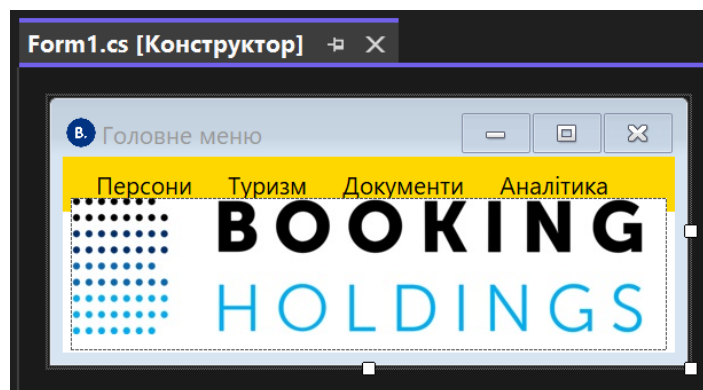 Form1.cs [Конструктор]
B. Головне меню
Персони Туризм Документи Аналітика
BOOKING
HOLDINGS